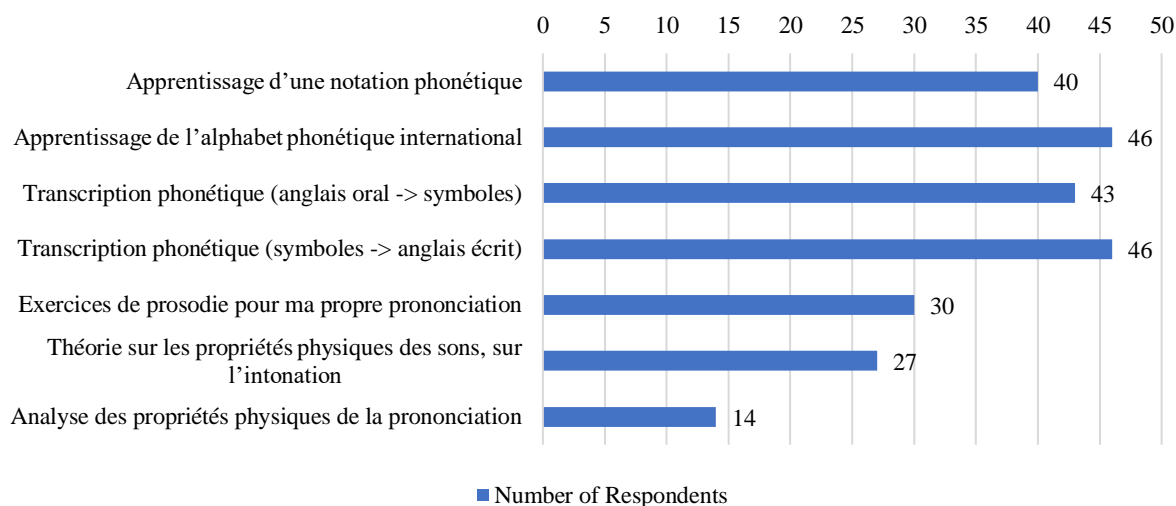 0 5 10 15 20 25 30 35 40 45 50
Apprentissage d’une notation phonétique 40
Apprentissage de l’alphabet phonétique international 46
Transcription phonétique (anglais oral -> symboles) 43
Transcription phonétique (symboles -> anglais écrit) 46
Exercices de prosodie pour ma propre prononciation 30
Théorie sur les propriétés physiques des sons, sur
l’intonation 27
Analyse des propriétés physiques de la prononciation 14
Number of Respondents